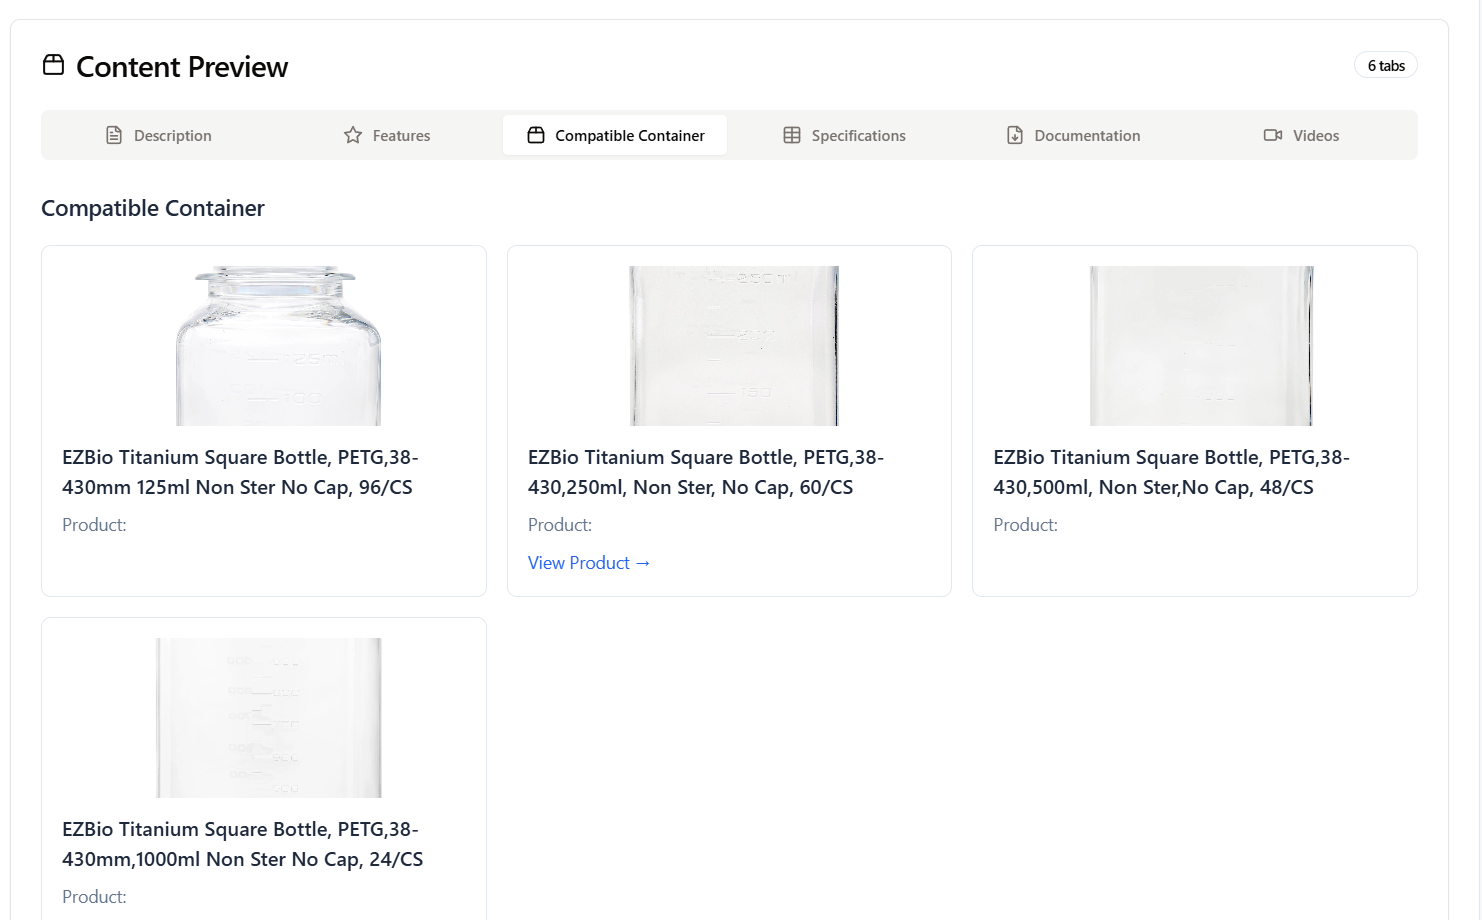 Content Preview
6 tabs
Description
Features
Compatible Container
Specifications
Documentation
Videos
Compatible Container
EZBio Titanium Square Bottle, PETG,38-
430mm 125ml Non Ster No Cap, 96/CS
Product:
EZBio Titanium Square Bottle, PETG,38-
430,250ml, Non Ster, No Cap, 60/CS
Product:
View Product →
EZBio Titanium Square Bottle, PETG,38-
430,500ml, Non Ster,No Cap, 48/CS
Product:
EZBio Titanium Square Bottle, PETG,38-
430mm,1000ml Non Ster No Cap, 24/CS
Product: